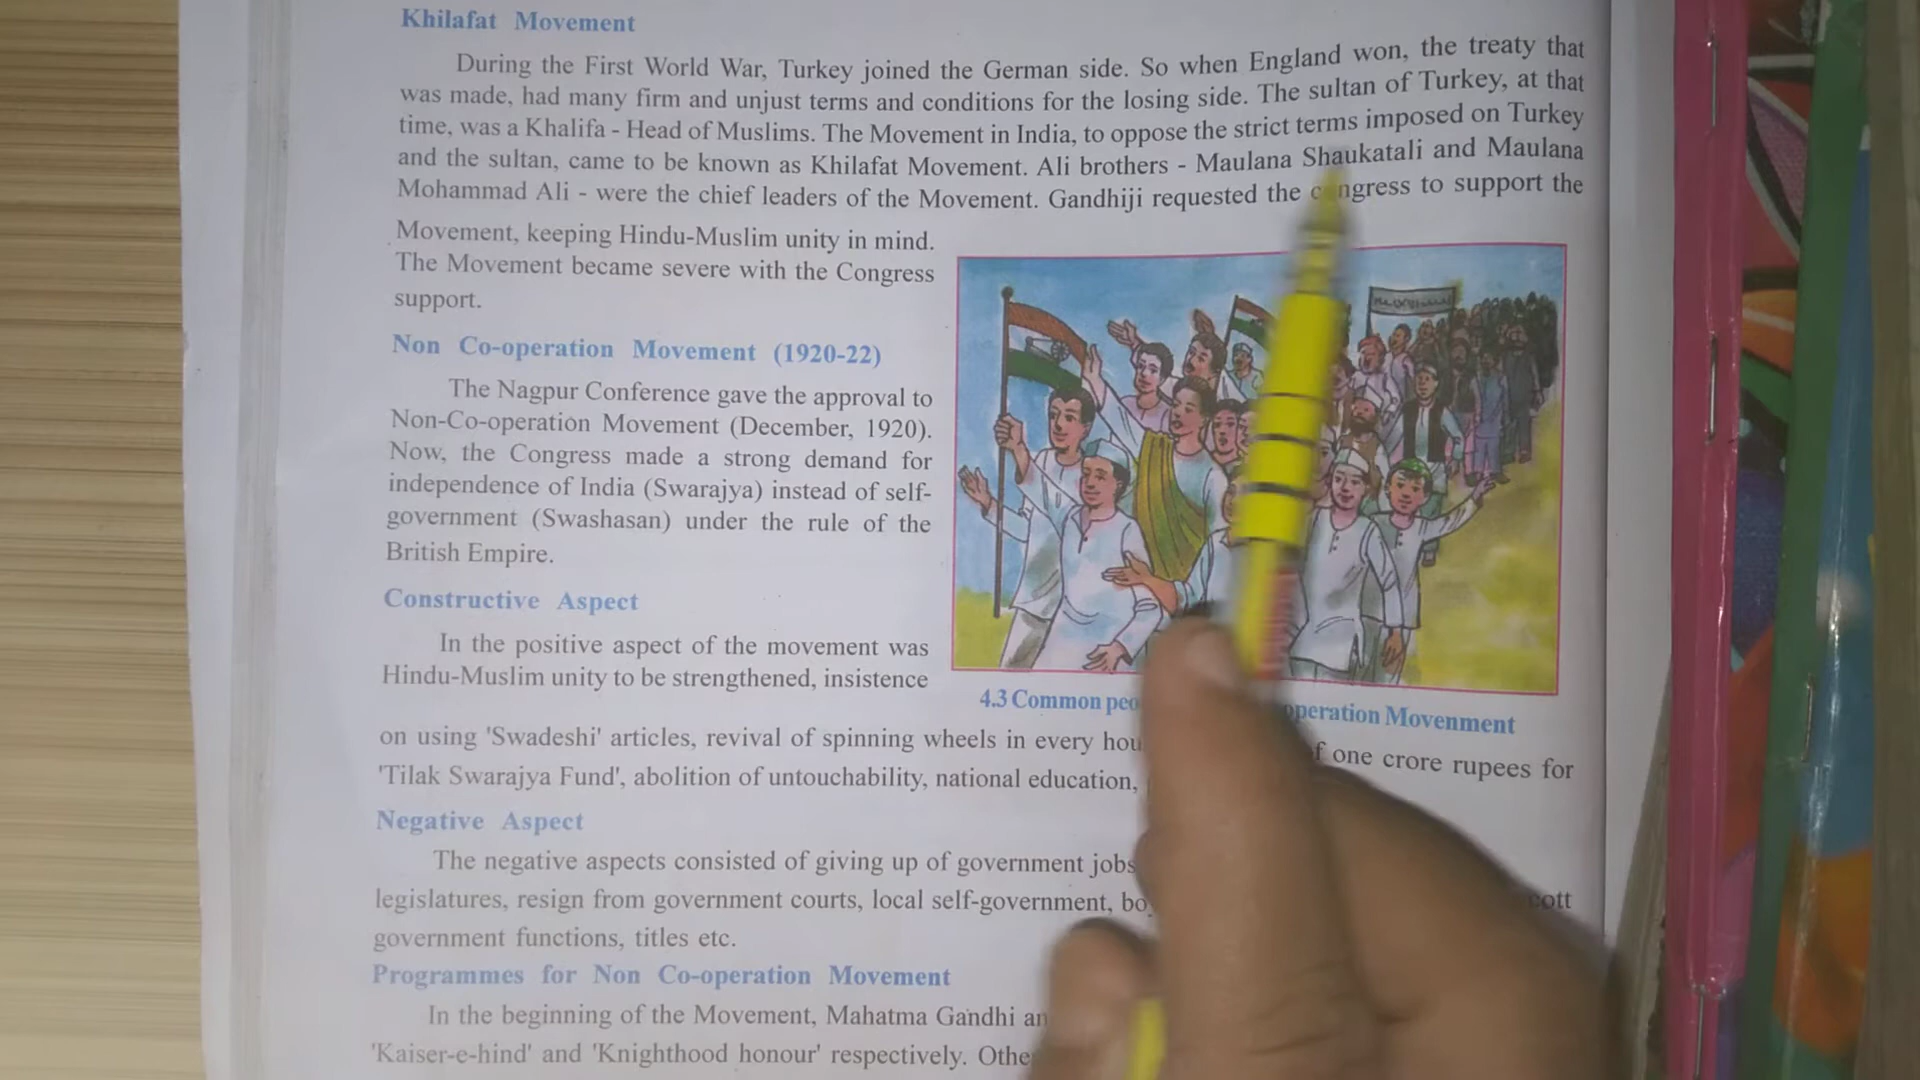 Khilafat Movement
During the First World War, Turkey joined the German side. So when England won, the treaty that
was made, had many firm and unjust terms and conditions for the losing side. The sultan of Turkey, at that
time, was a Khalifa - Head of Muslims. The Movement in India, to oppose the strict terms imposed on Turkey
and the sultan, came to be known as Khilafat Movement. Ali brothers - Maulana Shaukatali and Maulana
Mohammad Ali - were the chief leaders of the Movement. Gandhiji requested the congress to support the
Movement, keeping Hindu-Muslim unity in mind.
The Movement became severe with the Congress
support.
Non Co-operation Movement (1920-22)
The Nagpur Conference gave the approval to
Non-Co-operation Movement (December, 1920).
Now, the Congress made a strong demand for
independence of India (Swarajya) instead of self-
government (Swashasan) under the rule of the
British Empire.
Constructive Aspect
In the positive aspect of the movement was
Hindu-Muslim unity to be strengthened, insistence
4.3 Common operation Movenment
on using 'Swadeshi' articles, revival of spinning wheels in every one crore rupees for
'Tilak Swarajya Fund', abolition of untouchability, national education,
Negative Aspect
The negative aspects consisted of giving up of government jobs
legislatures, resign from government courts, local self-government,
government functions, titles etc.
Programmes for Non Co-operation Movement
In the beginning of the Movement, Mahatma Gandhi
'Kaiser-e-hind' and 'Knighthood honour' respectively.